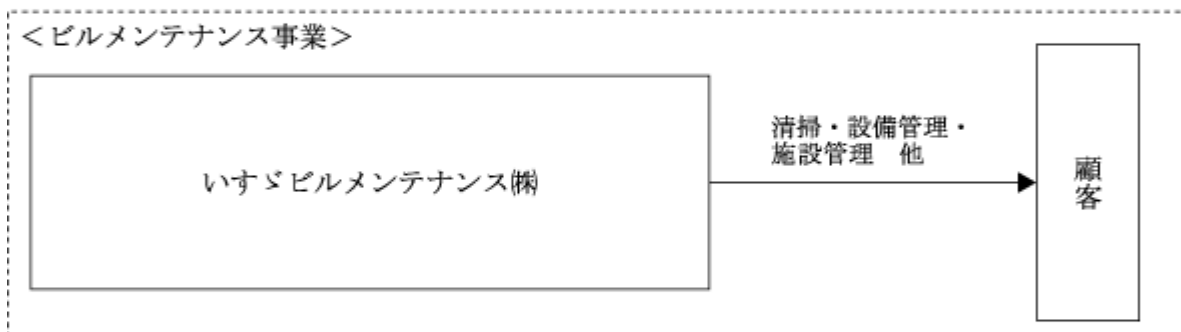 ＜ビルメンテナンス事業＞
いすゞビルメンテナンス㈱
清掃・設備管理・
施設管理　他
顧客